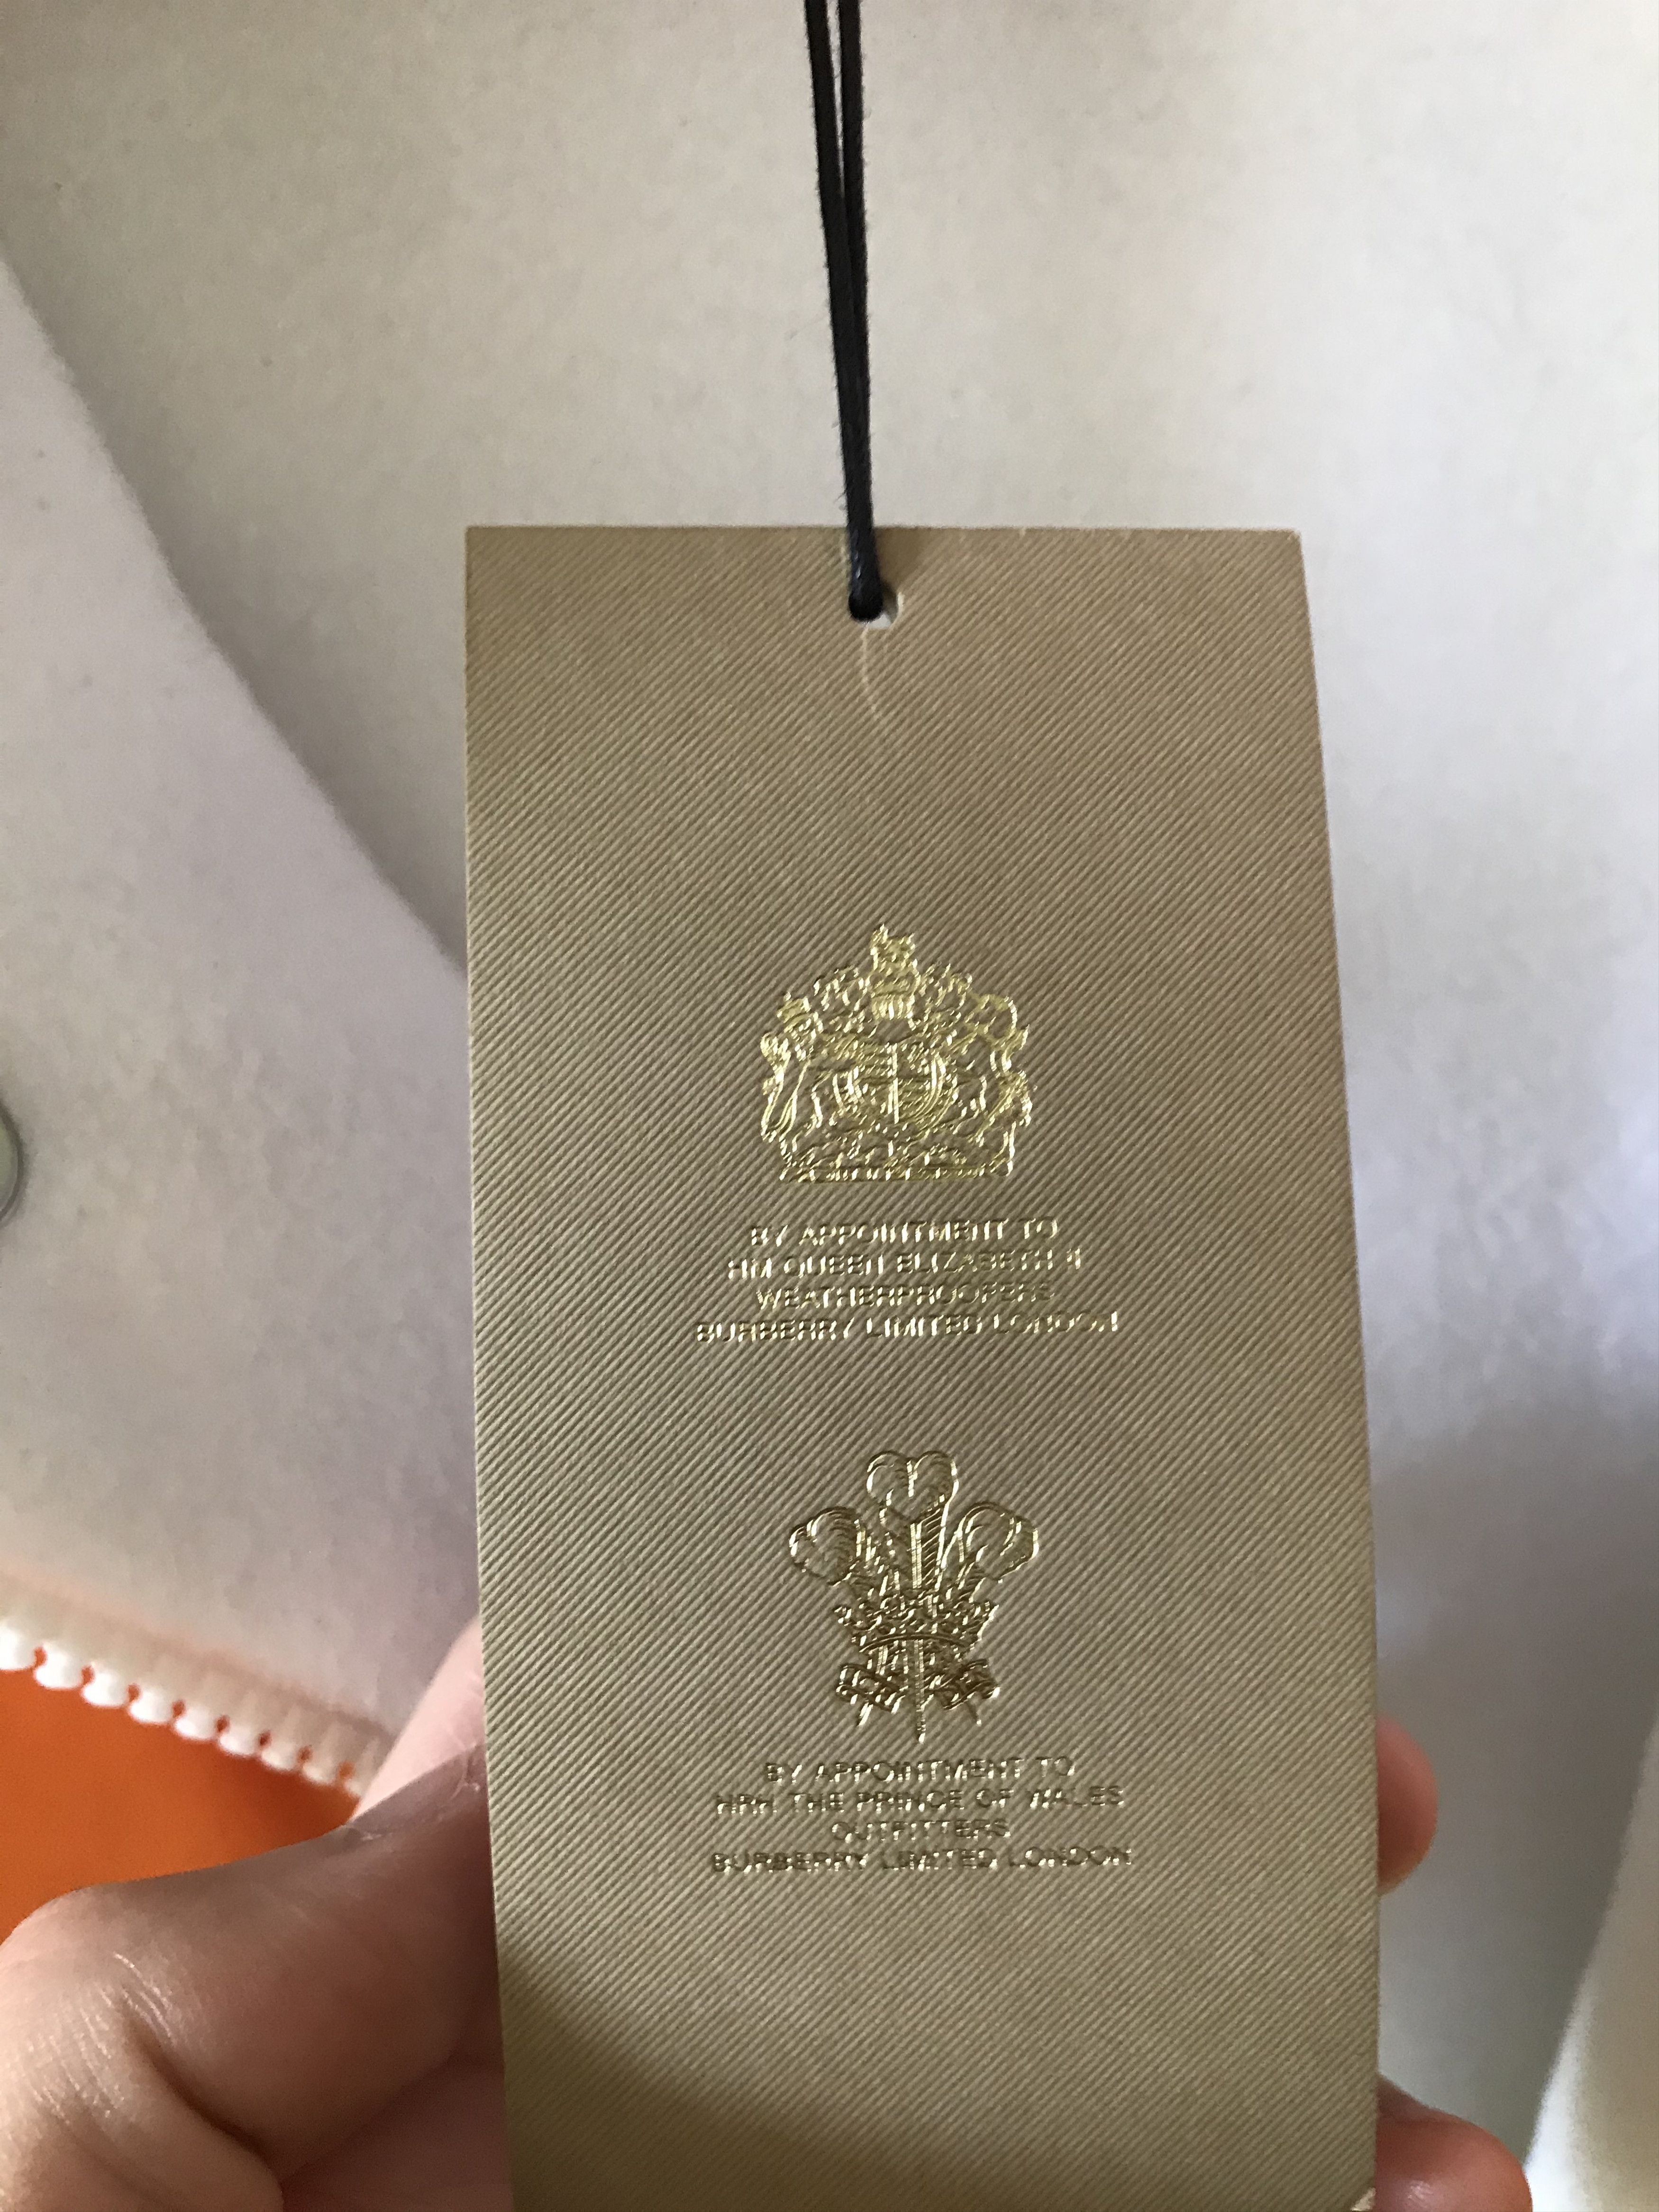 BY APPOINTMENT TO
HM QUEEN ELIZABETH II
WEATHERPROOFERS
BURBERRY LIMITED LONDON
BY APPOINTMENT TO
HRH THE PRINCE OF WALES
OUTFITTERS
BURBERRY LIMITED LONDON